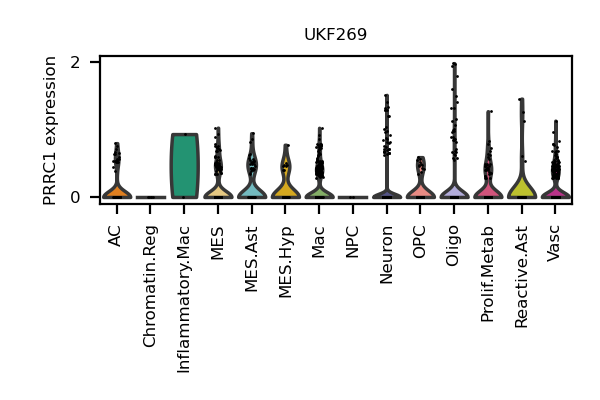 UKF269
PRRC1 expression
2
0
AC
Chromatin.Reg
Inflammatory.Mac
MES
MES.Ast
MES.Hyp
Mac
NPC
Neuron
OPC
Oligo
Prolif.Metab
Reactive.Ast
Vasc